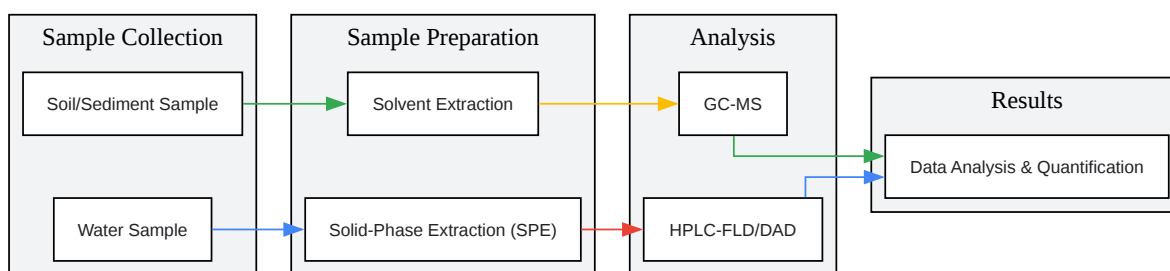 Sample Collection
Soil/Sediment Sample
Water Sample
Sample Preparation
Solvent Extraction
Solid-Phase Extraction (SPE)
Analysis
GC-MS
HPLC-FLD/DAD
Results
Data Analysis & Quantification